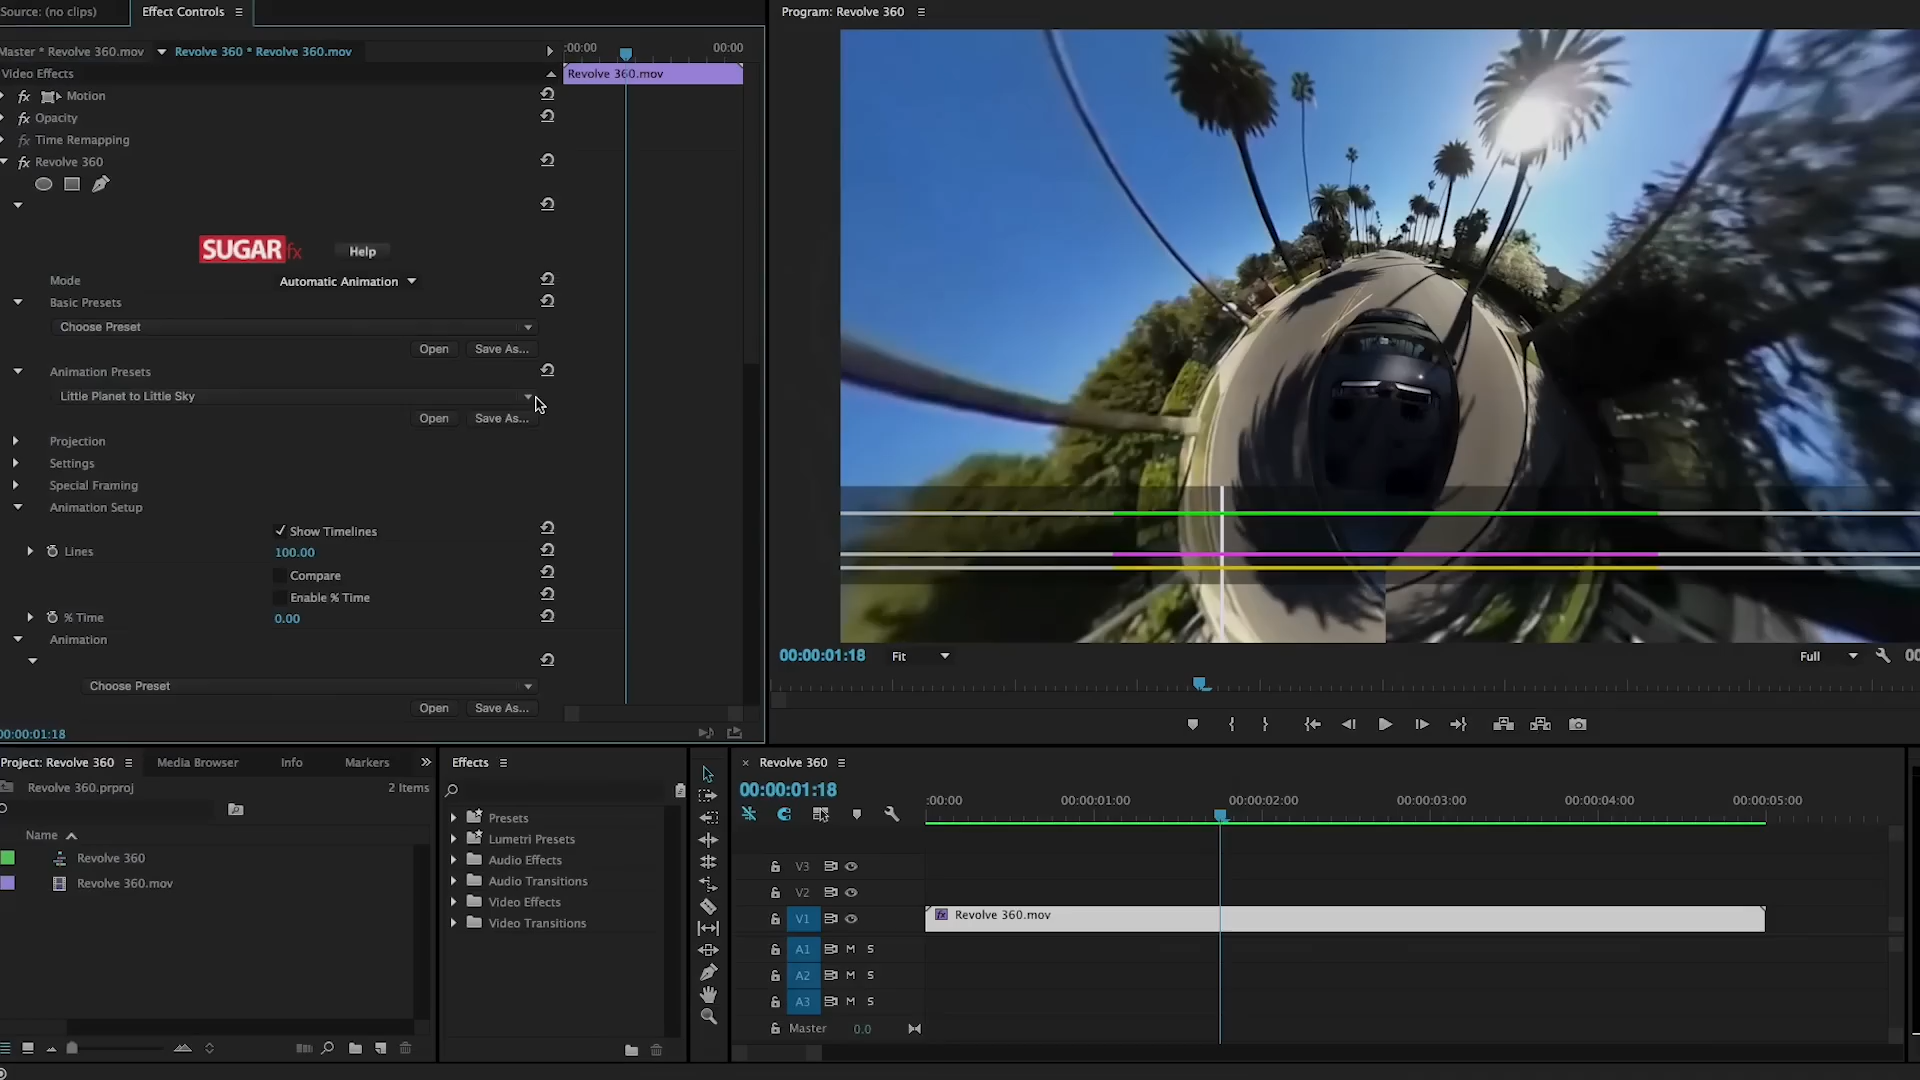 Source: (no clips)
Effect Controls
Program: Revolve 360
Master * Revolve 360.mov
Revolve 360 * Revolve 360.mov
:00:00
00:00
Video Effects
Revolve 360.mov
fx Motion
fx Opacity
fx Time Remapping
fx Revolve 360
SUGARfx
Help
Mode
Automatic Animation
Basic Presets
Choose Preset
Open
Save As...
Animation Presets
Little Planet to Little Sky
Open
Save As...
Projection
Settings
Special Framing
Animation Setup
Show Timelines
Lines
100.00
Compare
Enable % Time
% Time
0.00
Animation
Choose Preset
Open
Save As...
00:00:01:18
00:00:01:18
Fit
Full
00
Project: Revolve 360
Media Browser
Info
Markers
Revolve 360.prproj
2 Items
Name
Revolve 360
Revolve 360.mov
Effects
Presets
Lumetri Presets
Audio Effects
Audio Transitions
Video Effects
Video Transitions
× Revolve 360
00:00:01:18
:00:00
00:00:01:00
00:00:02:00
00:00:03:00
00:00:04:00
00:00:05:00
V3
V2
V1
fx Revolve 360.mov
A1 M S
A2 M S
A3 M S
Master 0.0